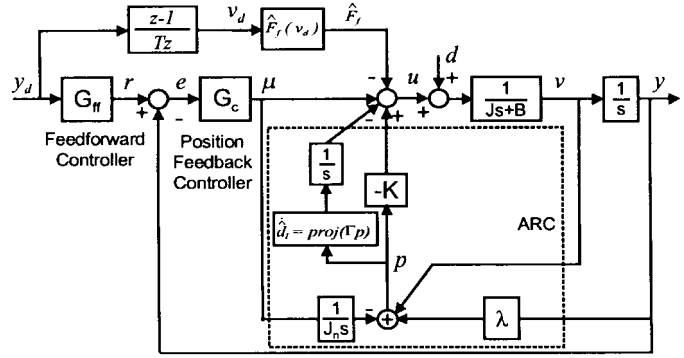 z-1
Tz
v_d
F̂_f(v_d)
F̂_f
y_d
G_ff
r
+
-
e
G_c
μ
-
-
-
+
u
+
d
+
1
Js+B
v
1
s
y
Feedforward
Controller
Position
Feedback
Controller
1
s
-K
ARC
d̂̇_i = proj(Γp)
p
1
J_n s
-
+
λ